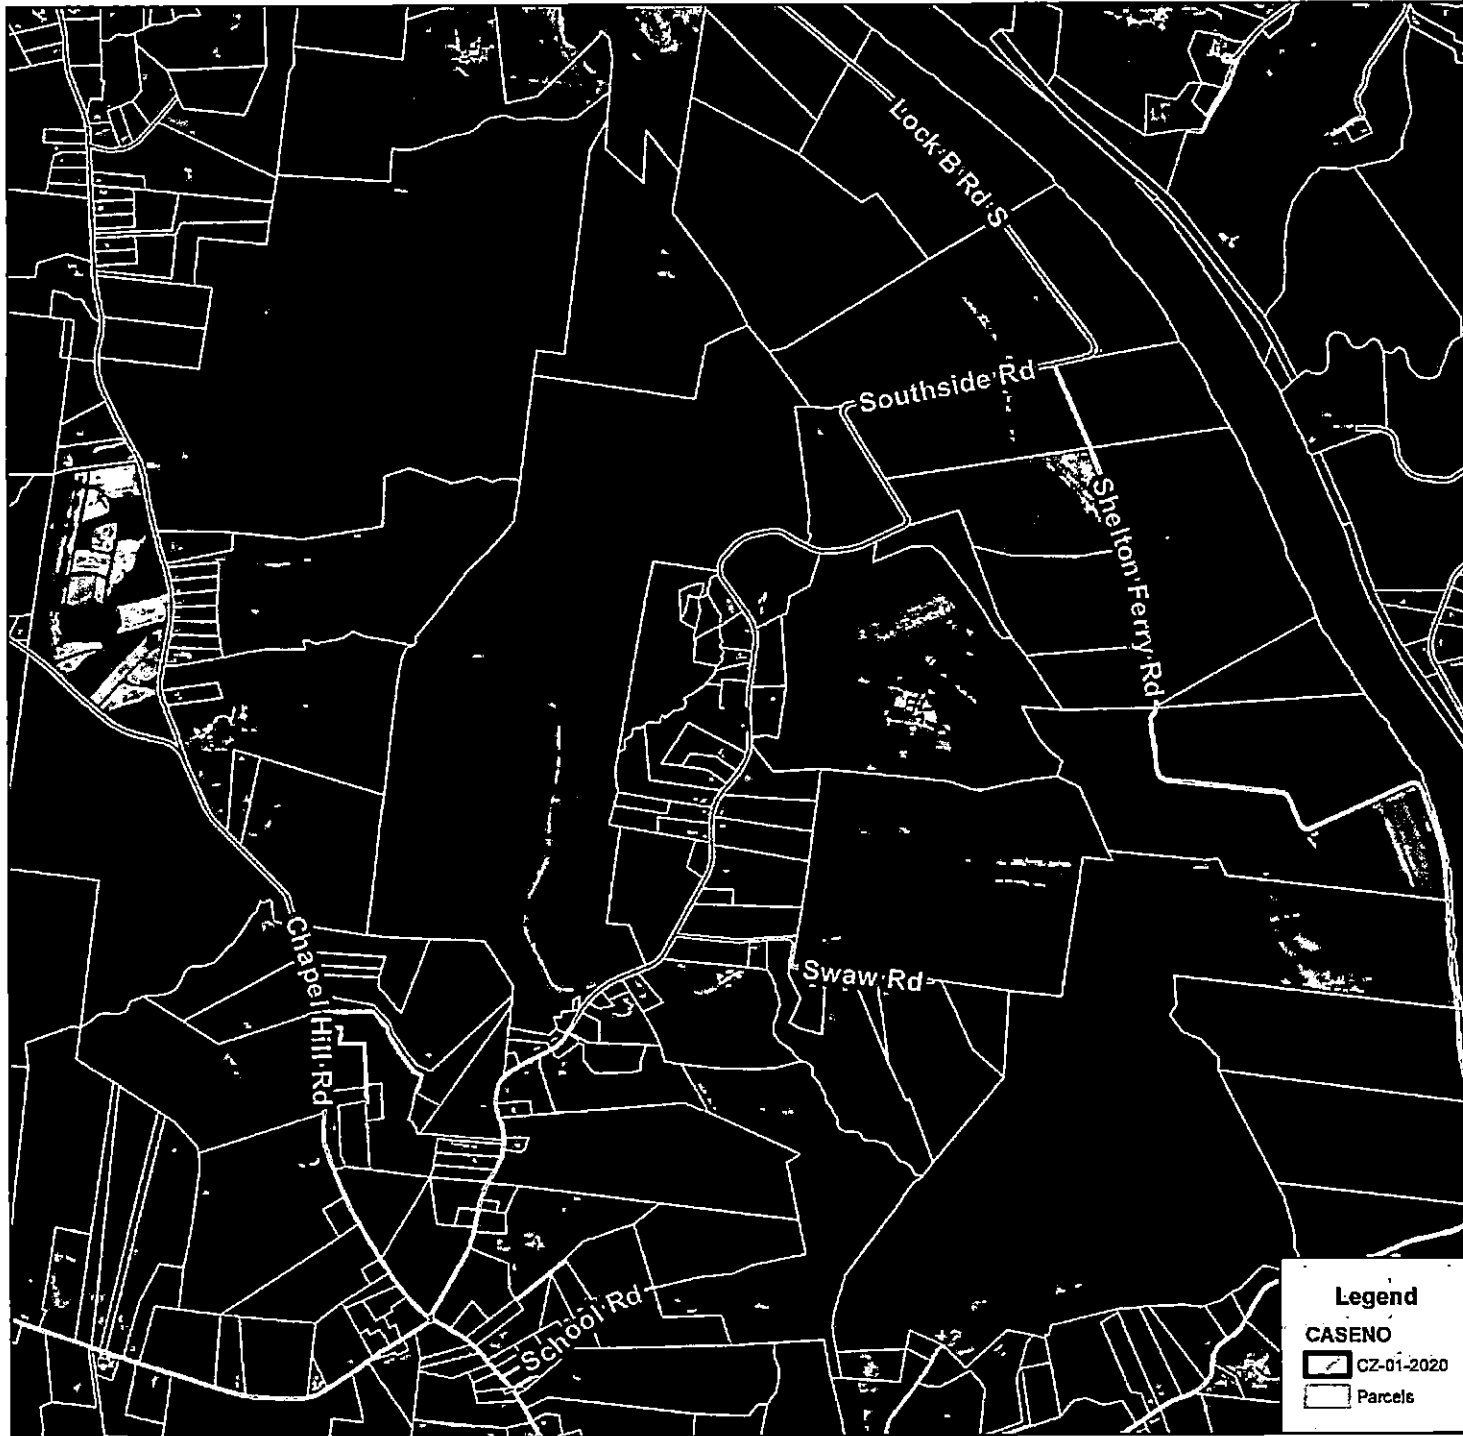 Lock B Rd S
Southside Rd
Shelton Ferry Rd
Swaw Rd
Chapel Hill Rd
School Rd
Legend
CASENO
CZ-01-2020
Parcels